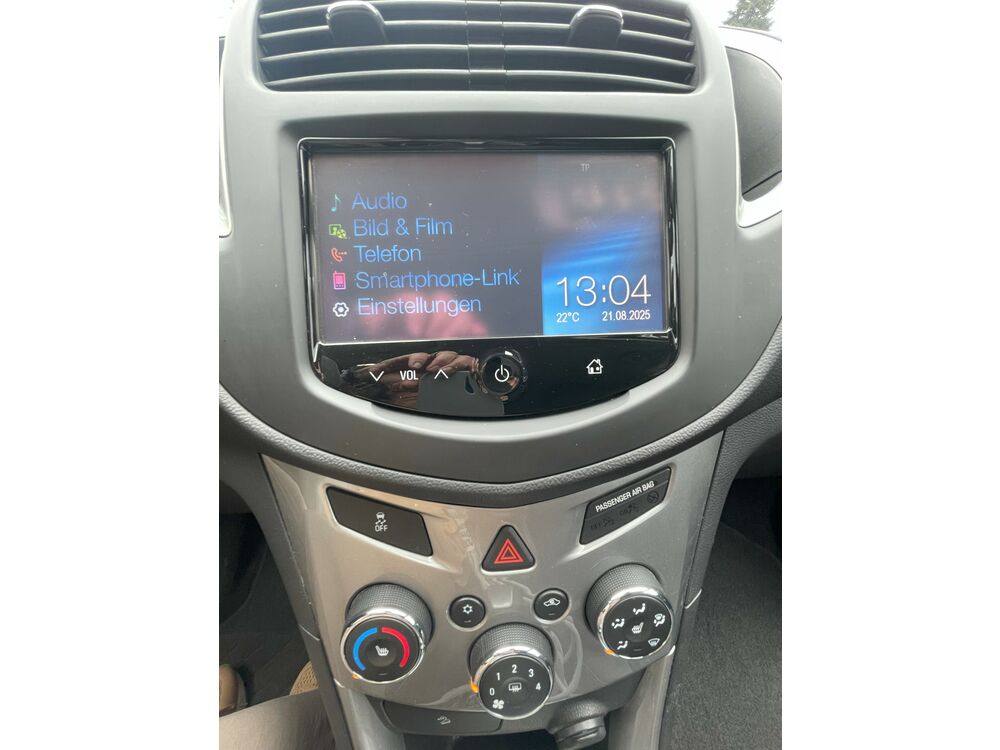 TP
Audio
Bild & Film
Telefon
Smartphone-Link
Einstellungen
13:04
22°C 21.08.2025
VOL
PASSENGER AIR BAG
OFF
0 1 2 3 4